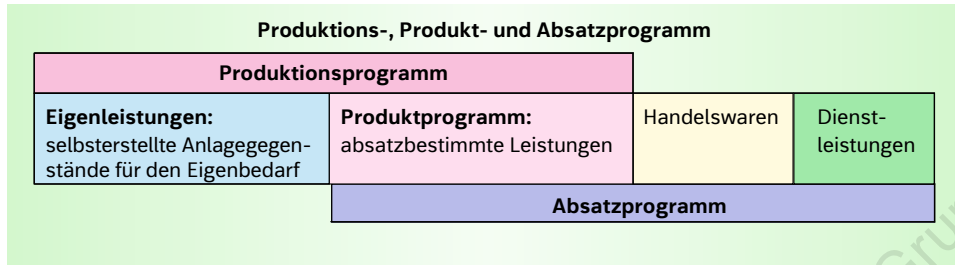 Produktions-, Produkt- und Absatzprogramm
Produktionsprogramm
Eigenleistungen:
selbsterstellte Anlagegegen-
stände für den Eigenbedarf
Produktprogramm:
absatzbestimmte Leistungen
Handelswaren
Dienst-
leistungen
Absatzprogramm